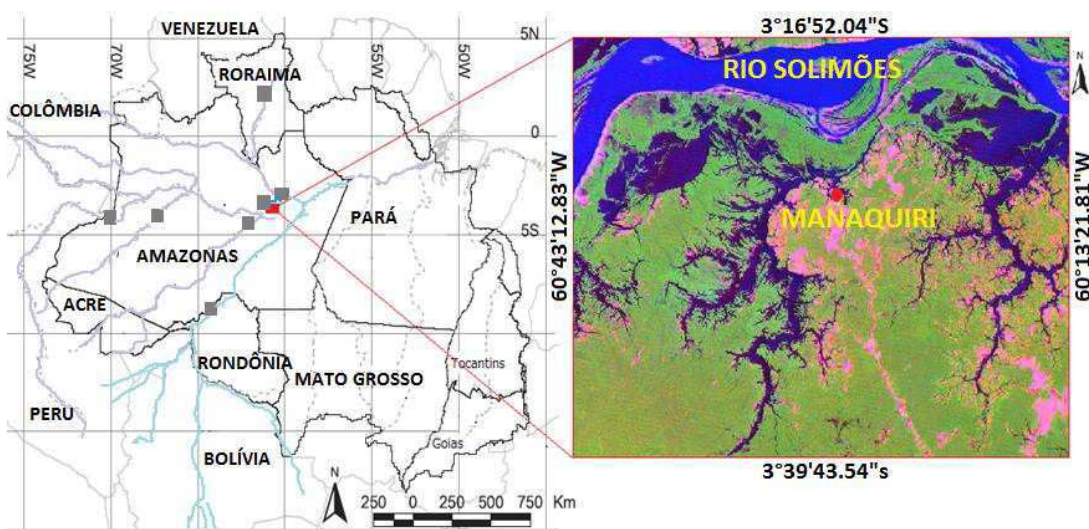 VENEZUELA
5N
75W
70W
55W
50W
RORAIMA
COLÔMBIA
0
PARÁ
5S
AMAZONAS
ACRE
RONDÔNIA
MATO GROSSO
Tocantins
PERU
Goias
BOLÍVIA
N
250 0 250 500 750 Km
3°16'52.04"S
RIO SOLIMÕES
N
60°43'12.83"W
MANAQUIRI
60°13'21.81"W
3°39'43.54"s